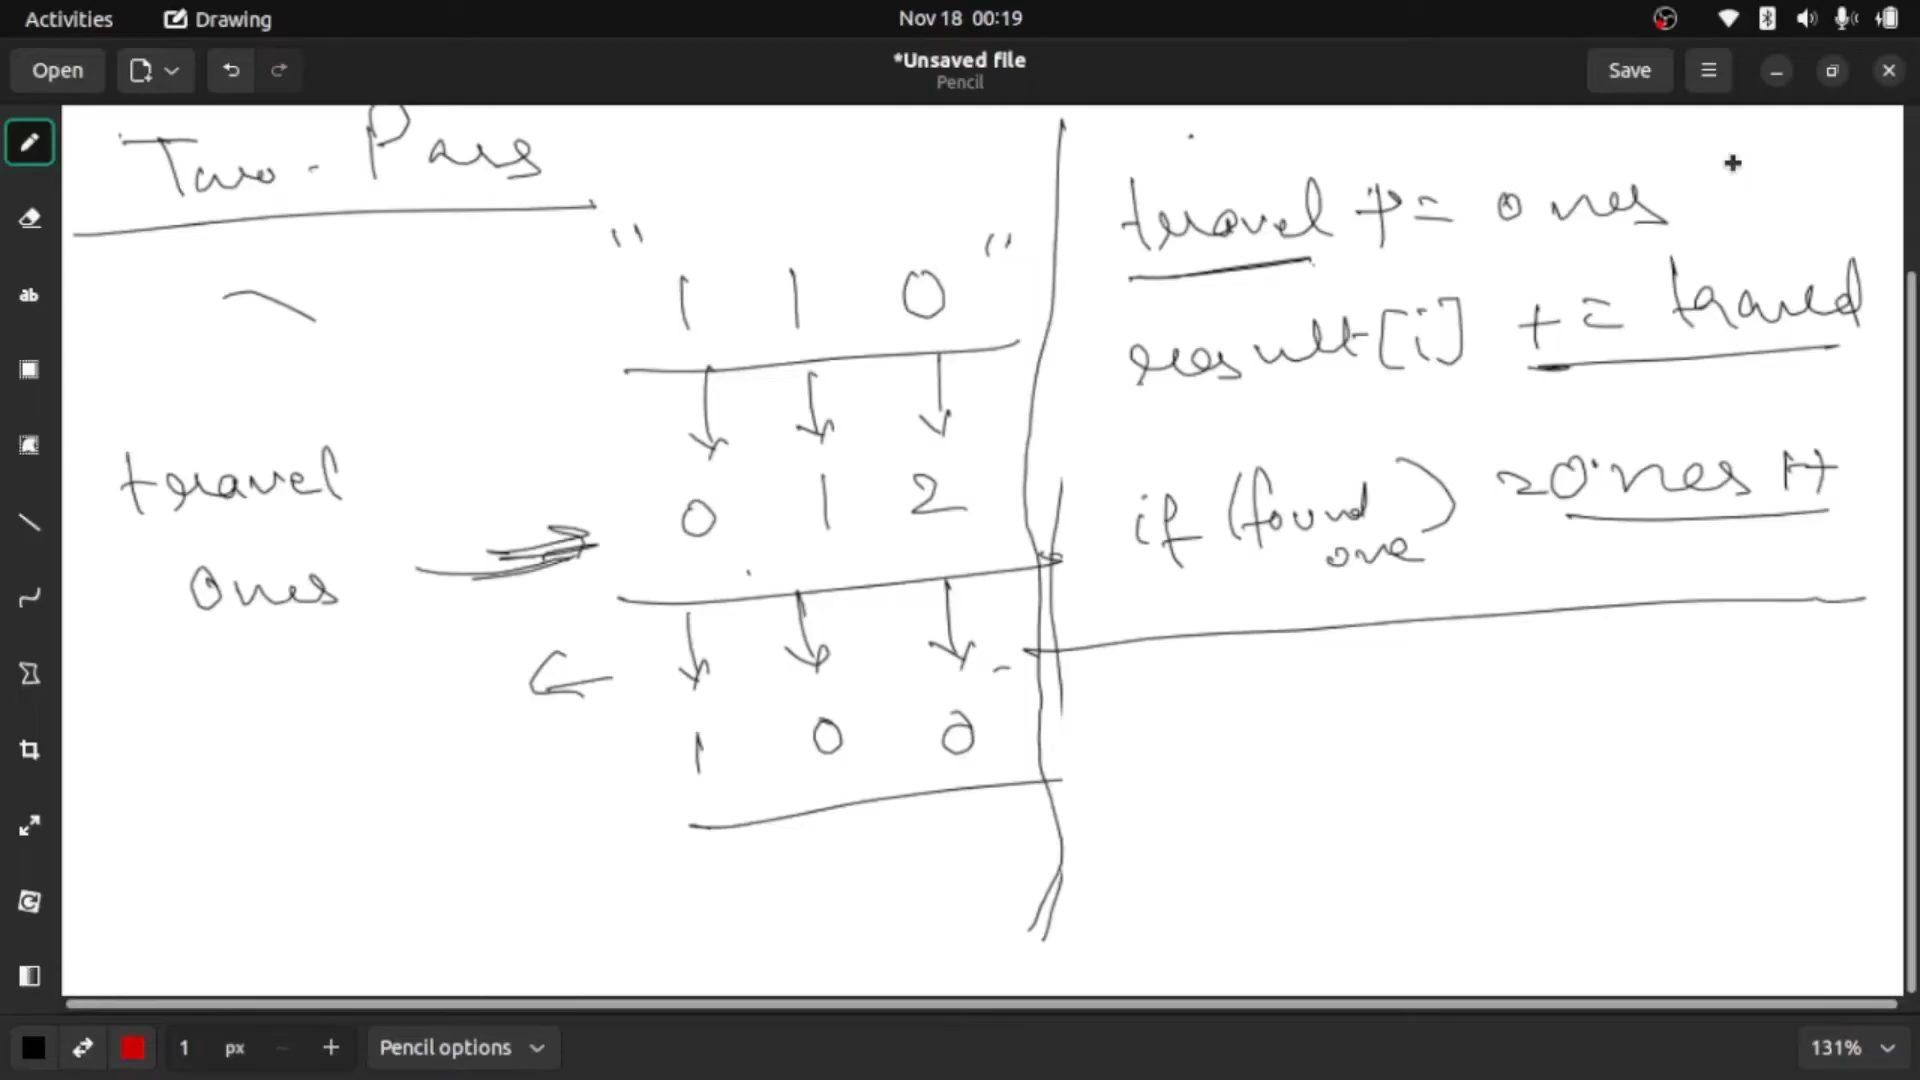 Activities Drawing Nov 18 00:19
Open *Unsaved file Save
Pencil
Two-Pass
" 1 1 0 "
travel
ones
0 1 2
1 0 0
travel += ones
result[i] += travel
if (found one) ones ++
1 px - + Pencil options 131%